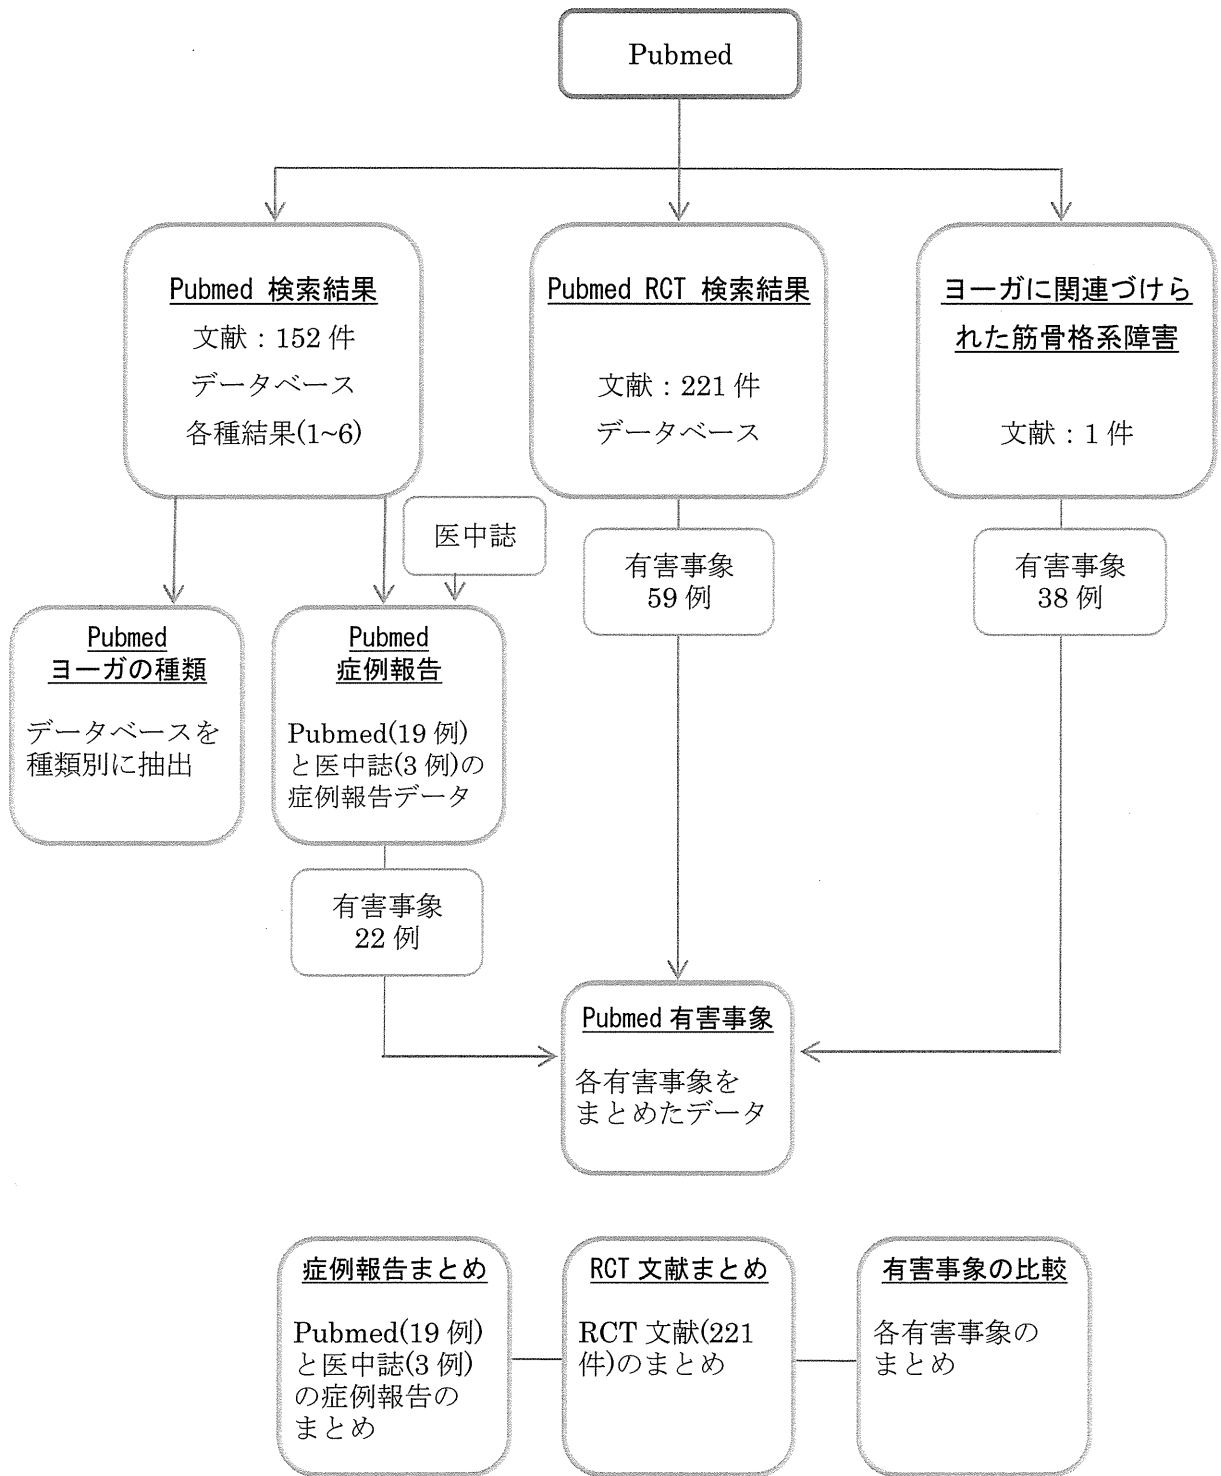 Pubmed
Pubmed 検索結果
文献：152 件
データベース
各種結果(1~6)
Pubmed RCT 検索結果
文献：221 件
データベース
ヨーガに関連づけら
れた筋骨格系障害
文献：1 件
医中誌
有害事象
59 例
有害事象
38 例
Pubmed
ヨーガの種類
データベースを
種類別に抽出
Pubmed
症例報告
Pubmed(19 例)
と医中誌(3 例)の
症例報告データ
有害事象
22 例
Pubmed 有害事象
各有害事象を
まとめたデータ
症例報告まとめ
Pubmed(19 例)
と医中誌(3 例)
の症例報告の
まとめ
RCT 文献まとめ
RCT 文献(221
件)のまとめ
有害事象の比較
各有害事象の
まとめ